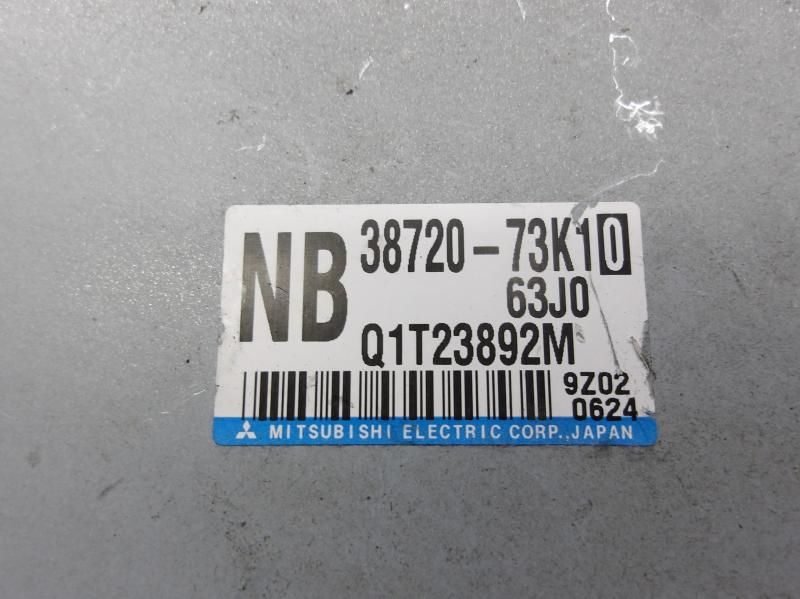 NB 38720-73K10
63J0
Q1T23892M
9Z02
0624
MITSUBISHI ELECTRIC CORP., JAPAN